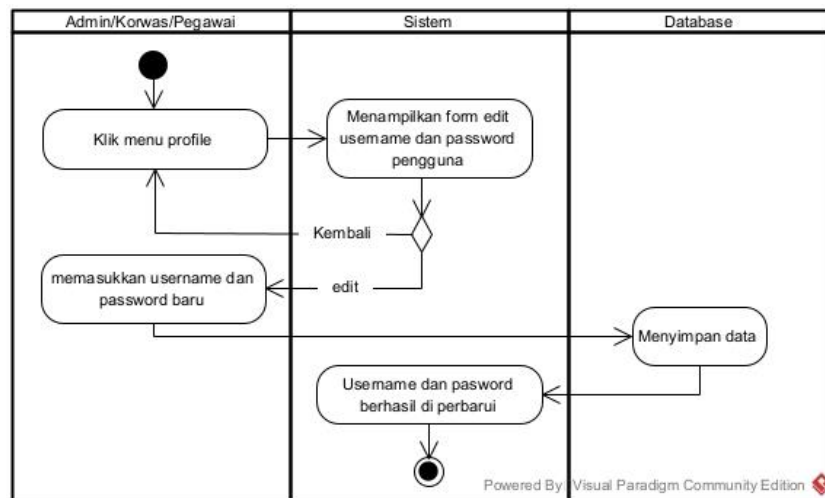 Admin/Korwas/Pegawai
Sistem
Database
Klik menu profile
Menampilkan form edit
username dan password
pengguna
Kembali
memasukkan username dan
password baru
edit
Menyimpan data
Username dan pasword
berhasil di perbarui
Powered By Visual Paradigm Community Edition